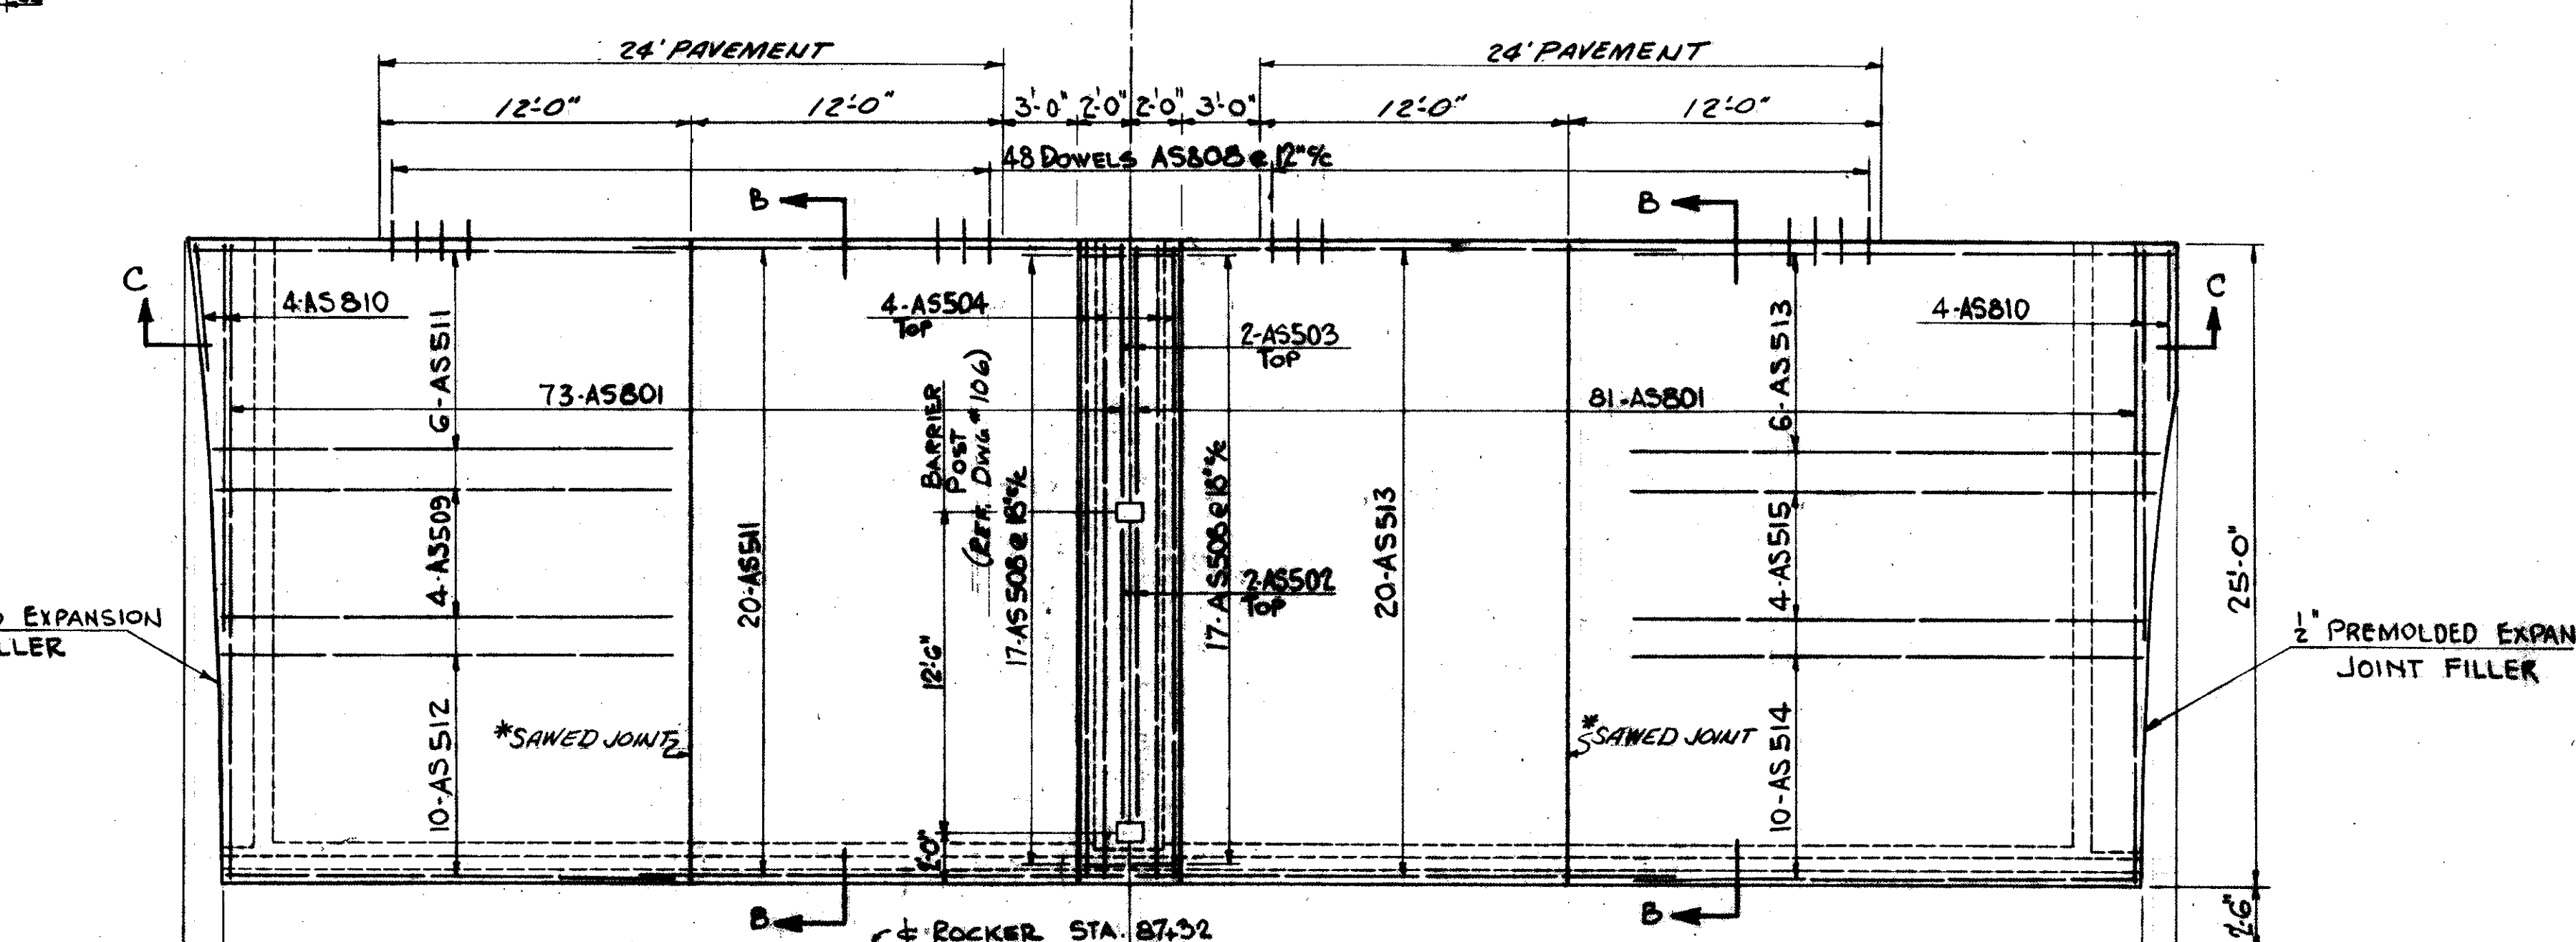 24' PAVEMENT
24' PAVEMENT
12'-0"
12'-0"
3'-0"
2'-0"
2'-0"
3'-0"
12'-0"
12'-0"
48 DOWELS AS808 @ 12" c/c
B
B
C
C
4-AS810
4-AS504
TOP
2-AS503
TOP
4-AS810
6-AS511
6-AS513
73-AS801
81-AS801
BARRIER
POST
(REF. DWG # 106)
17-AS508 @ 18" c/c
17-AS508 @ 18" c/c
4-AS509
20-AS511
2-AS502
TOP
20-AS513
4-AS515
25'-0"
EXPANSION
12'-6"
½" PREMOLDED EXPAN
JOINT FILLER
10-AS512
*SAWED JOINT
*SAWED JOINT
10-AS514
2'-0"
B
B
℄ ROCKER STA. 87+32
2'-6"